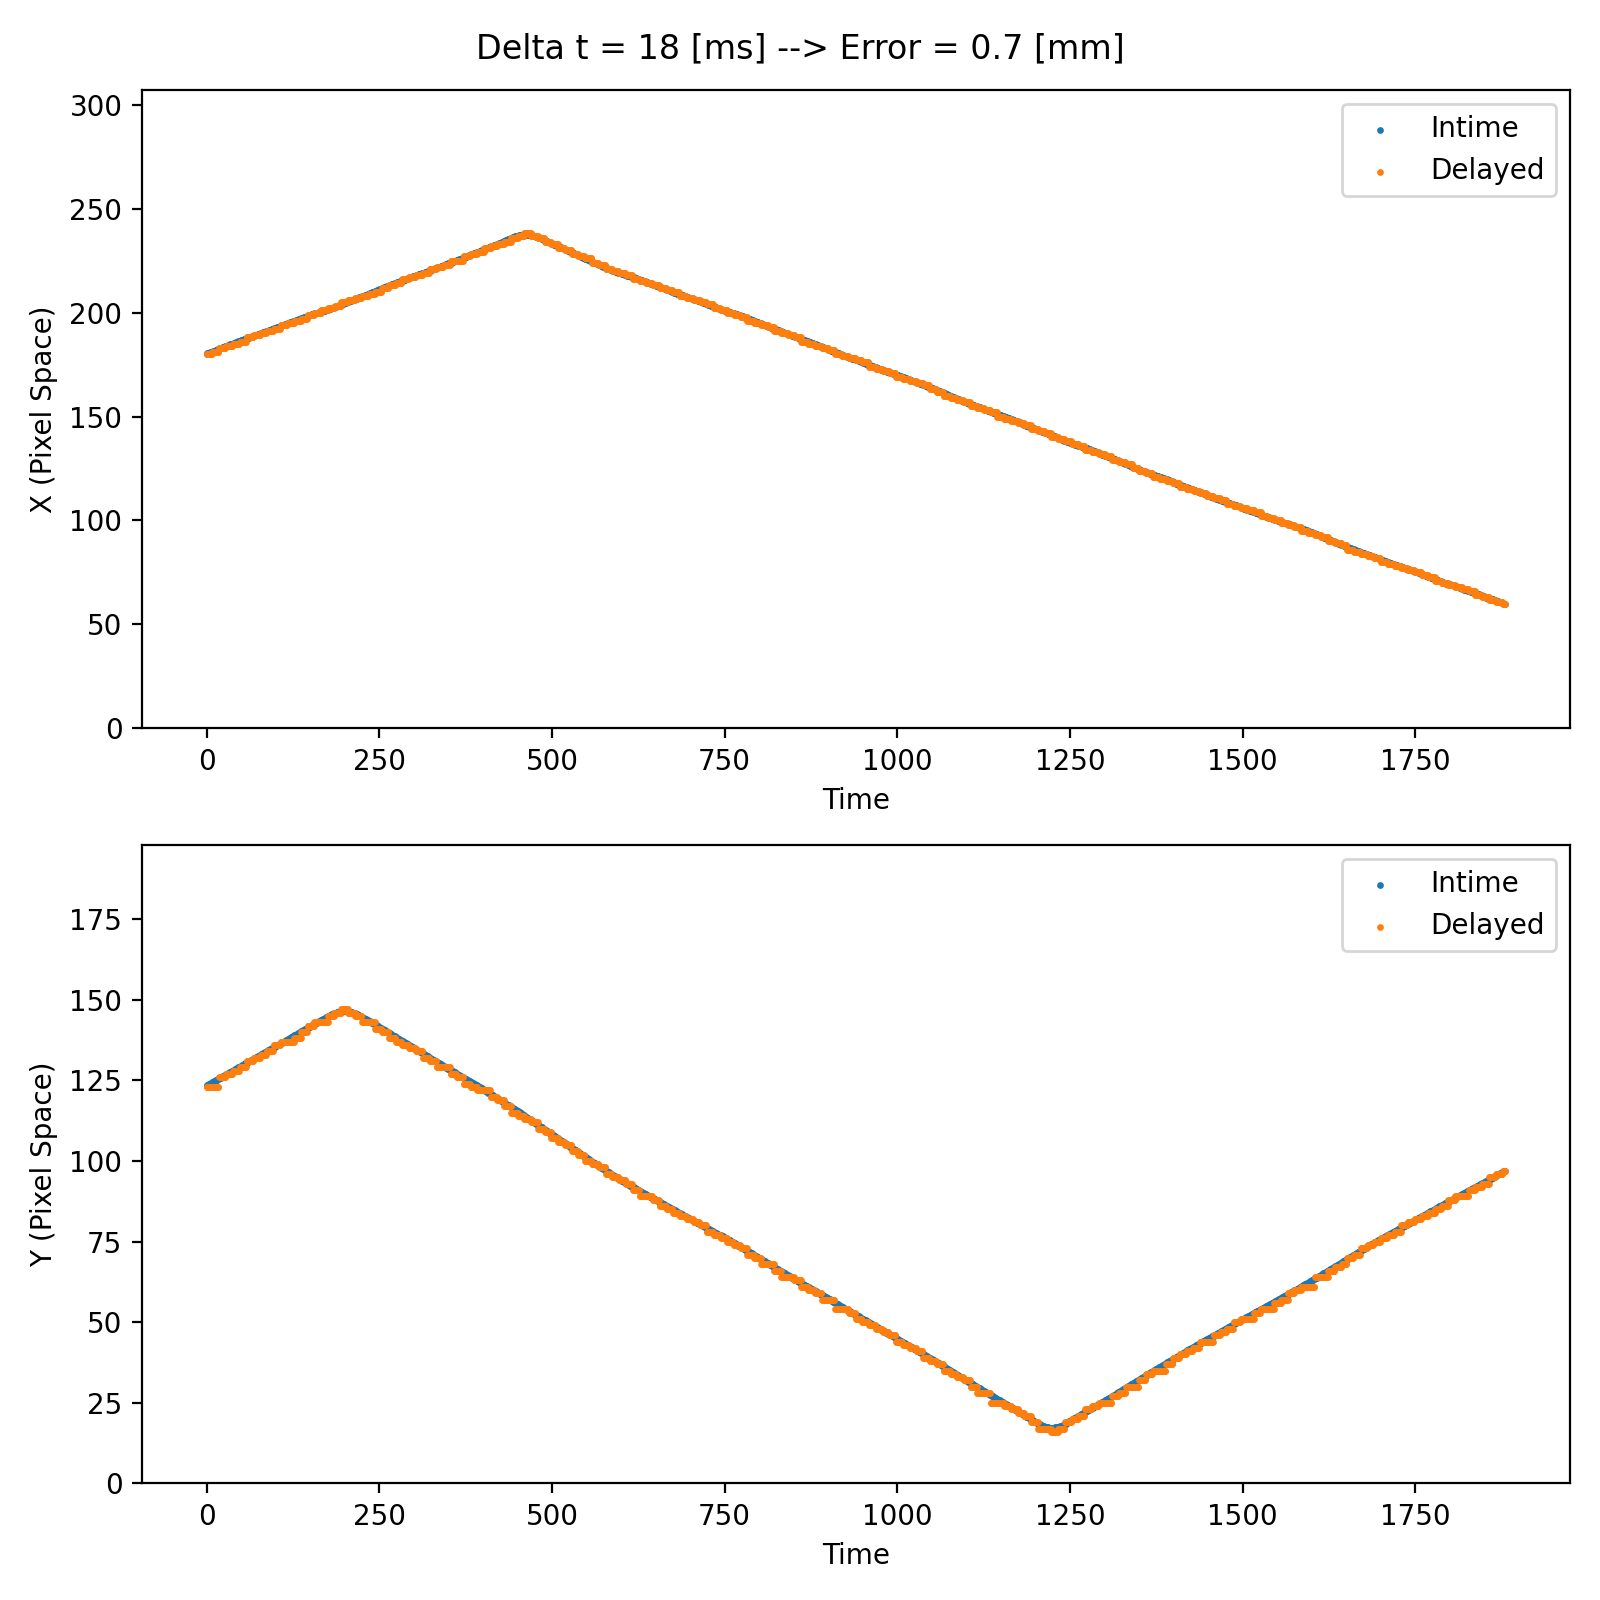 Delta t = 18 [ms] --> Error = 0.7 [mm]
300
250
200
150
100
50
0
X (Pixel Space)
Intime
Delayed
0 250 500 750 1000 1250 1500 1750
Time
175
150
125
100
75
50
25
0
Y (Pixel Space)
Intime
Delayed
0 250 500 750 1000 1250 1500 1750
Time